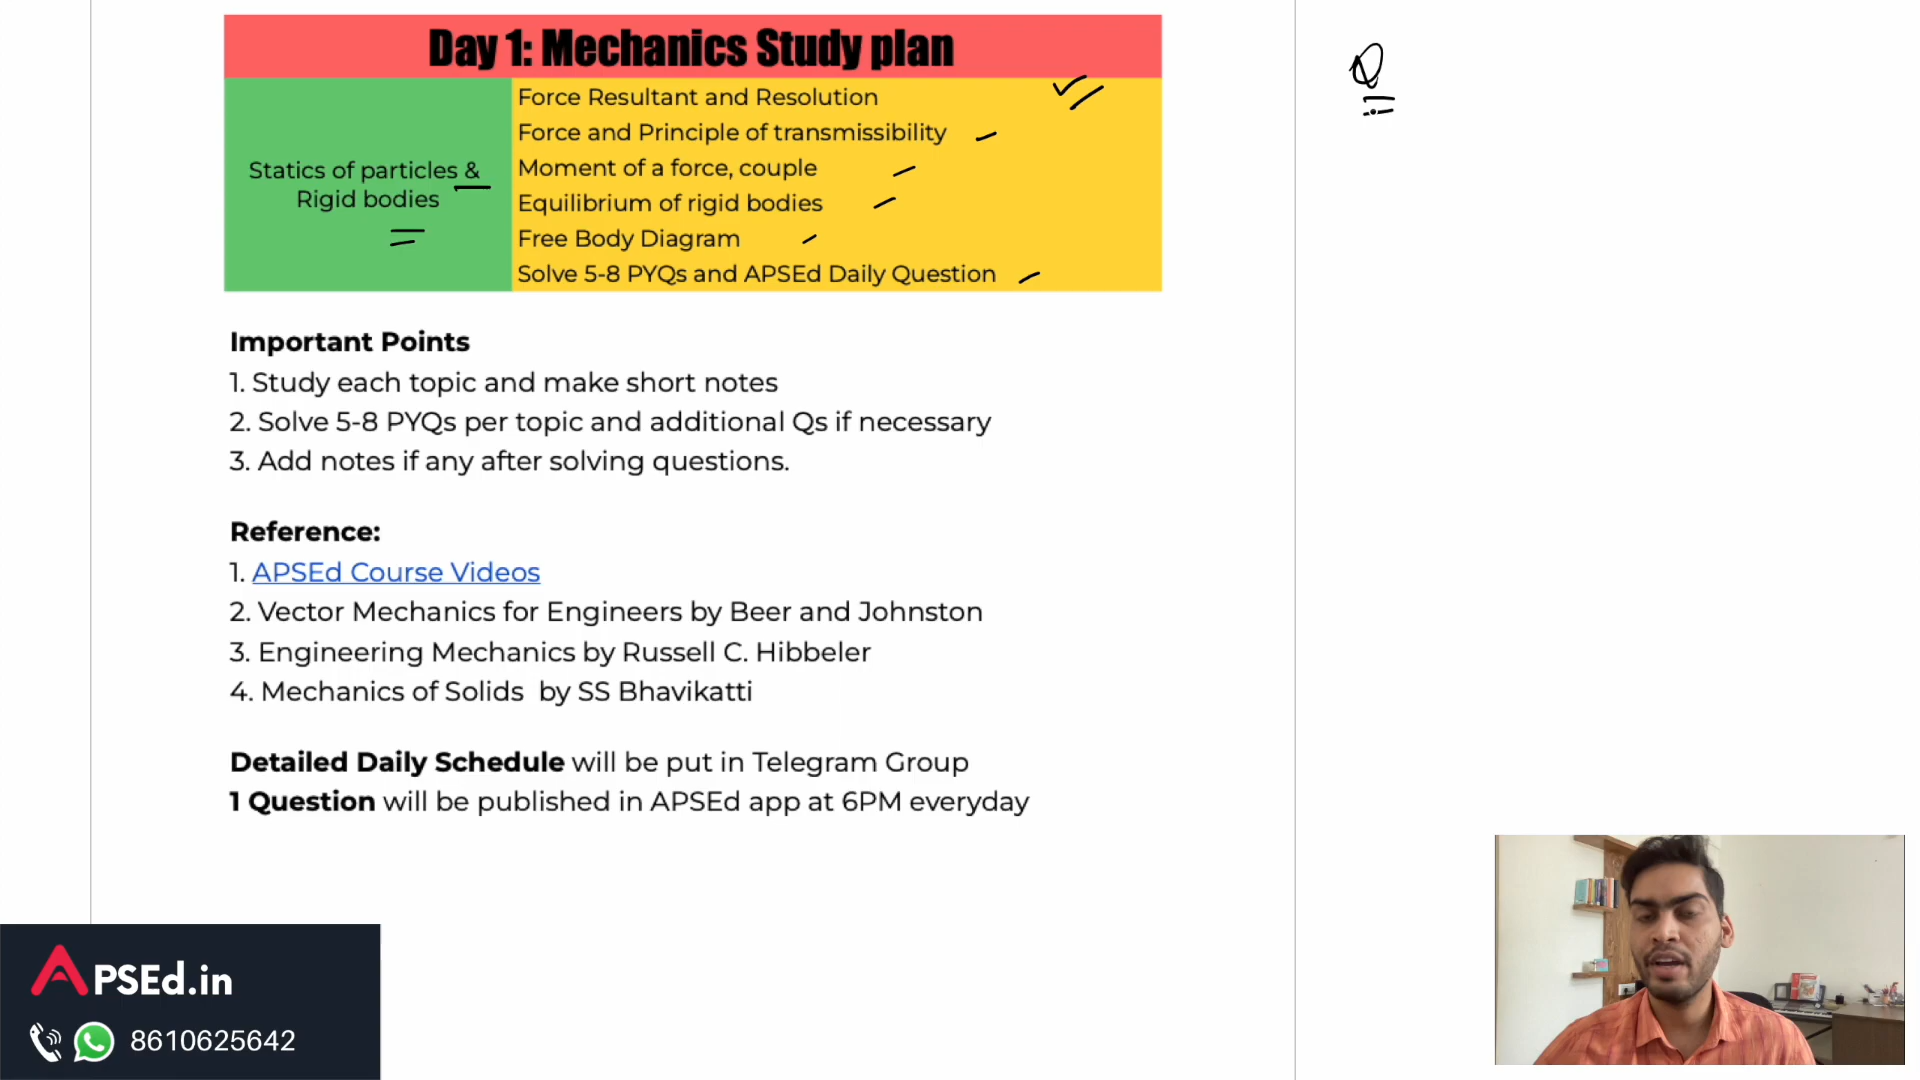 Day 1: Mechanics Study plan
Statics of particles &
Rigid bodies
Force Resultant and Resolution
Force and Principle of transmissibility
Moment of a force, couple
Equilibrium of rigid bodies
Free Body Diagram
Solve 5-8 PYQs and APSEd Daily Question
Important Points
1. Study each topic and make short notes
2. Solve 5-8 PYQs per topic and additional Qs if necessary
3. Add notes if any after solving questions.
Reference:
1. APSEd Course Videos
2. Vector Mechanics for Engineers by Beer and Johnston
3. Engineering Mechanics by Russell C. Hibbeler
4. Mechanics of Solids  by SS Bhavikatti
Detailed Daily Schedule will be put in Telegram Group
1 Question will be published in APSEd app at 6PM everyday
APSEd.in
8610625642